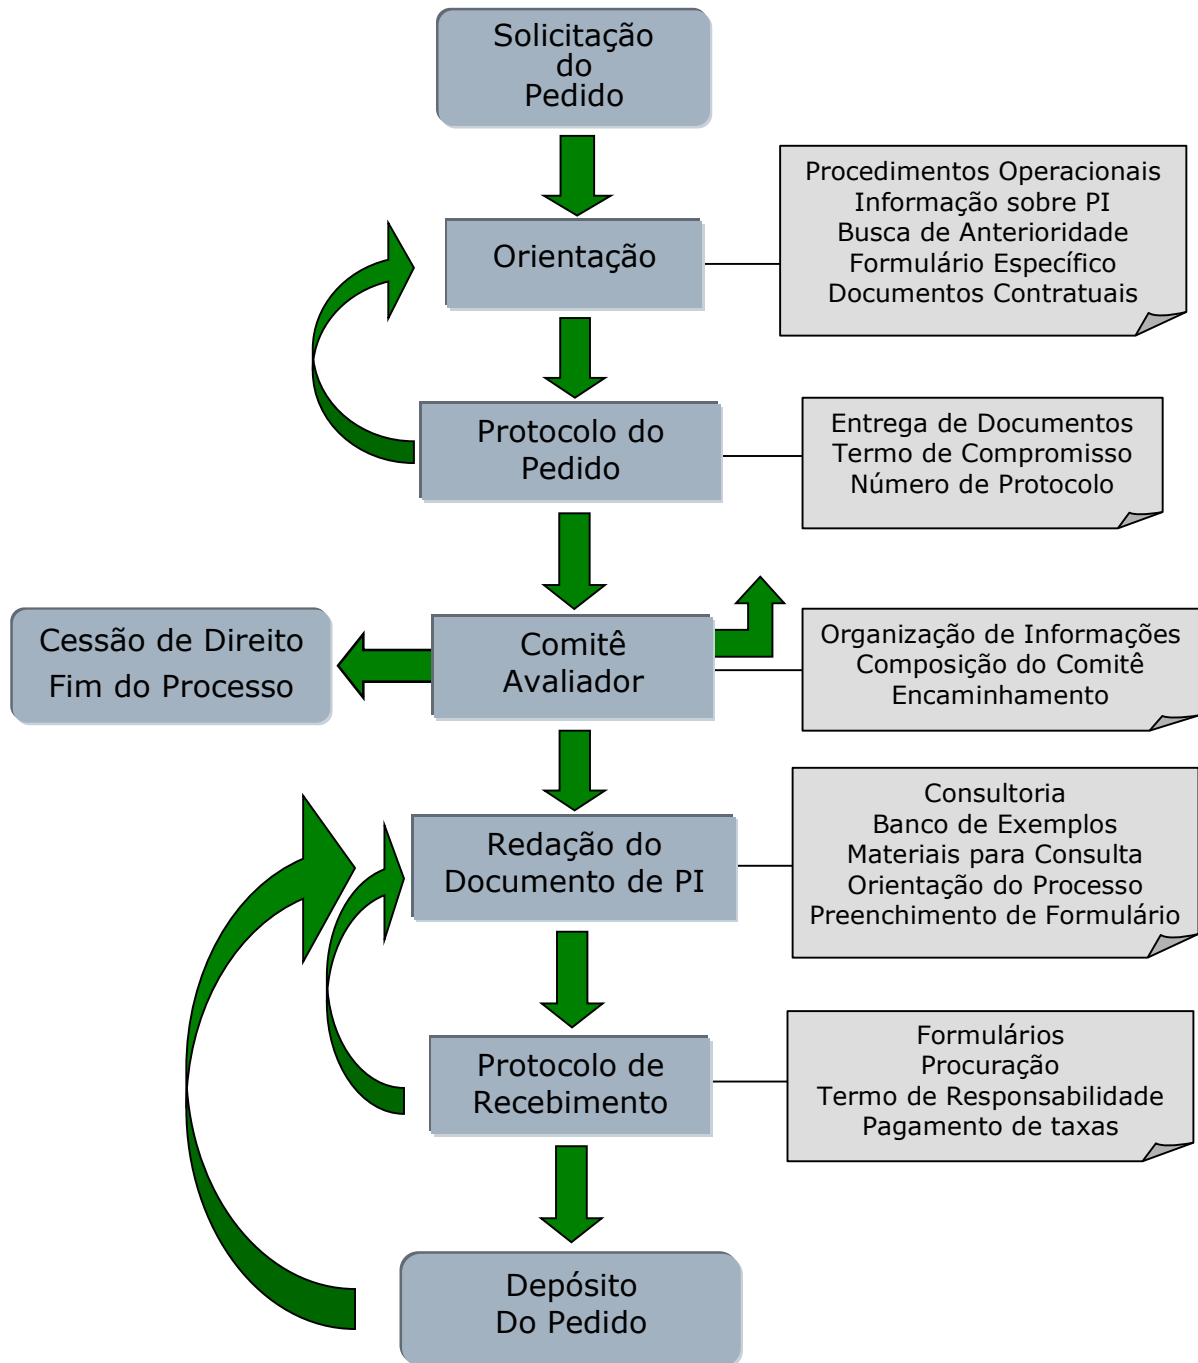 Solicitação
do
Pedido
Procedimentos Operacionais
Informação sobre PI
Busca de Anterioridade
Formulário Específico
Documentos Contratuais
Orientação
Protocolo do
Pedido
Entrega de Documentos
Termo de Compromisso
Número de Protocolo
Cessão de Direito
Fim do Processo
Comitê
Avaliador
Organização de Informações
Composição do Comitê
Encaminhamento
Redação do
Documento de PI
Consultoria
Banco de Exemplos
Materiais para Consulta
Orientação do Processo
Preenchimento de Formulário
Protocolo de
Recebimento
Formulários
Procuração
Termo de Responsabilidade
Pagamento de taxas
Depósito
Do Pedido